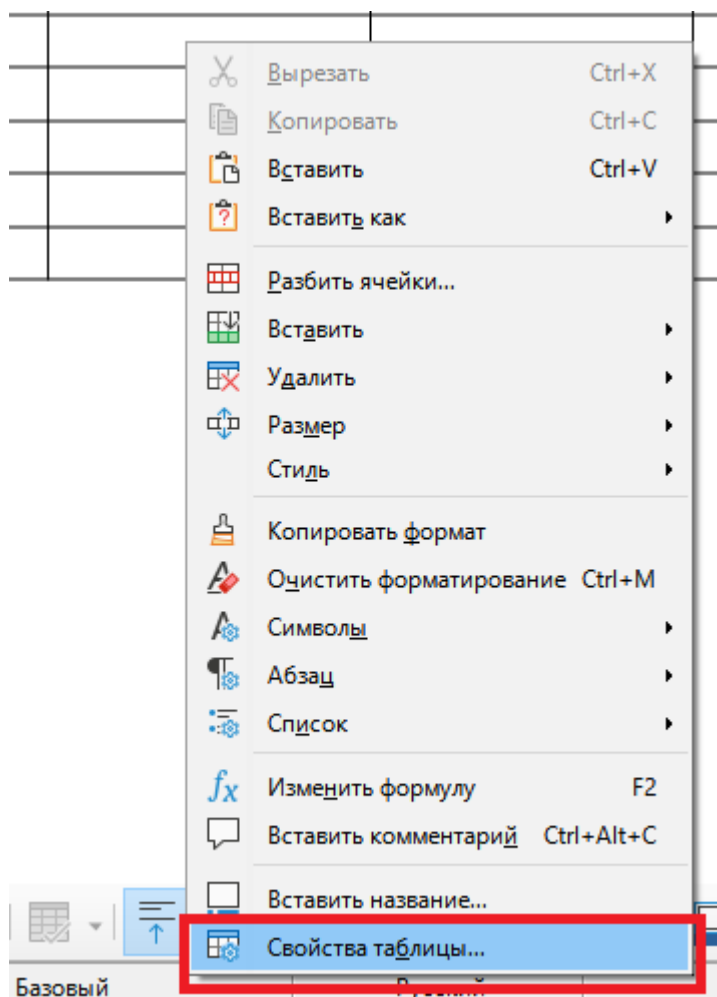 Вырезать Ctrl+X
Копировать Ctrl+C
Вставить Ctrl+V
Вставить как
Разбить ячейки...
Вставить
Удалить
Размер
Стиль
Копировать формат
Очистить форматирование Ctrl+M
Символы
Абзац
Список
Изменить формулу F2
Вставить комментарий Ctrl+Alt+C
Вставить название...
Свойства таблицы...
Базовый